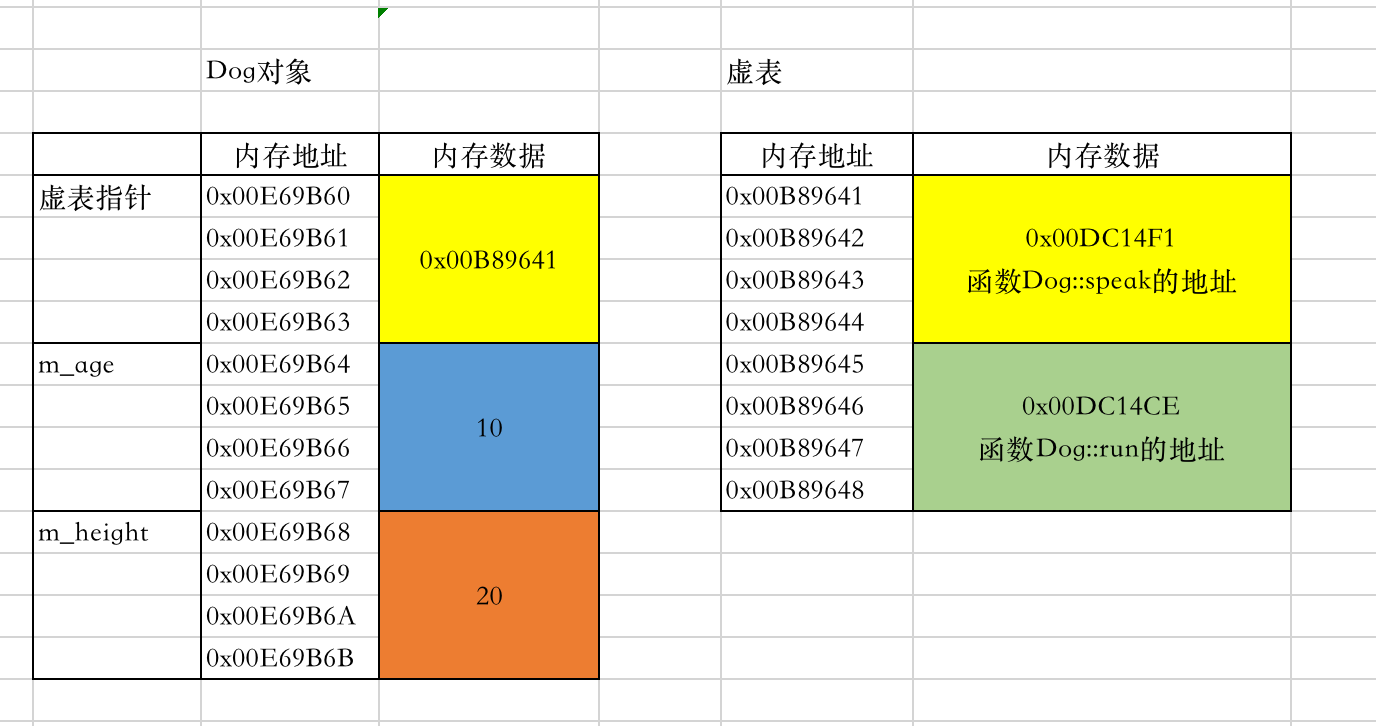 Dog对象 虚表
内存地址 内存数据 内存地址 内存数据
虚表指针 0x00E69B60 0x00B89641
0x00E69B61 0x00B89642 0x00DC14F1
0x00B89641
0x00E69B62 0x00B89643 函数Dog::speak的地址
0x00E69B63 0x00B89644
m_age 0x00E69B64 0x00B89645
0x00E69B65 0x00B89646 0x00DC14CE
10
0x00E69B66 0x00B89647 函数Dog::run的地址
0x00E69B67 0x00B89648
m_height 0x00E69B68
0x00E69B69
20
0x00E69B6A
0x00E69B6B